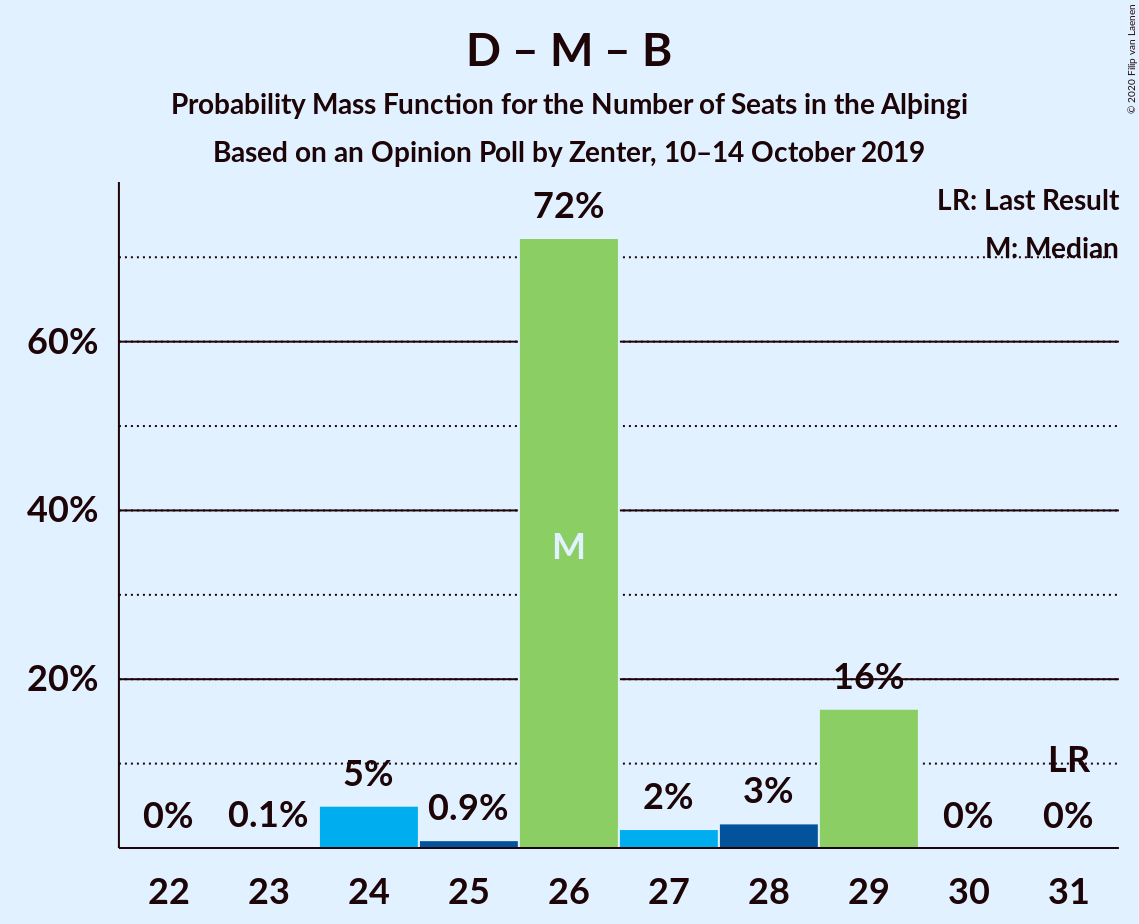 D – M – B
Probability Mass Function for the Number of Seats in the Alþingi
Based on an Opinion Poll by Zenter, 10–14 October 2019
© 2020 Filip van Laenen
LR: Last Result
M: Median
72%
60%
40%
M
20%
16%
LR
5%
0.9%
2%
3%
0%
0.1%
0%
0%
22 23 24 25 26 27 28 29 30 31